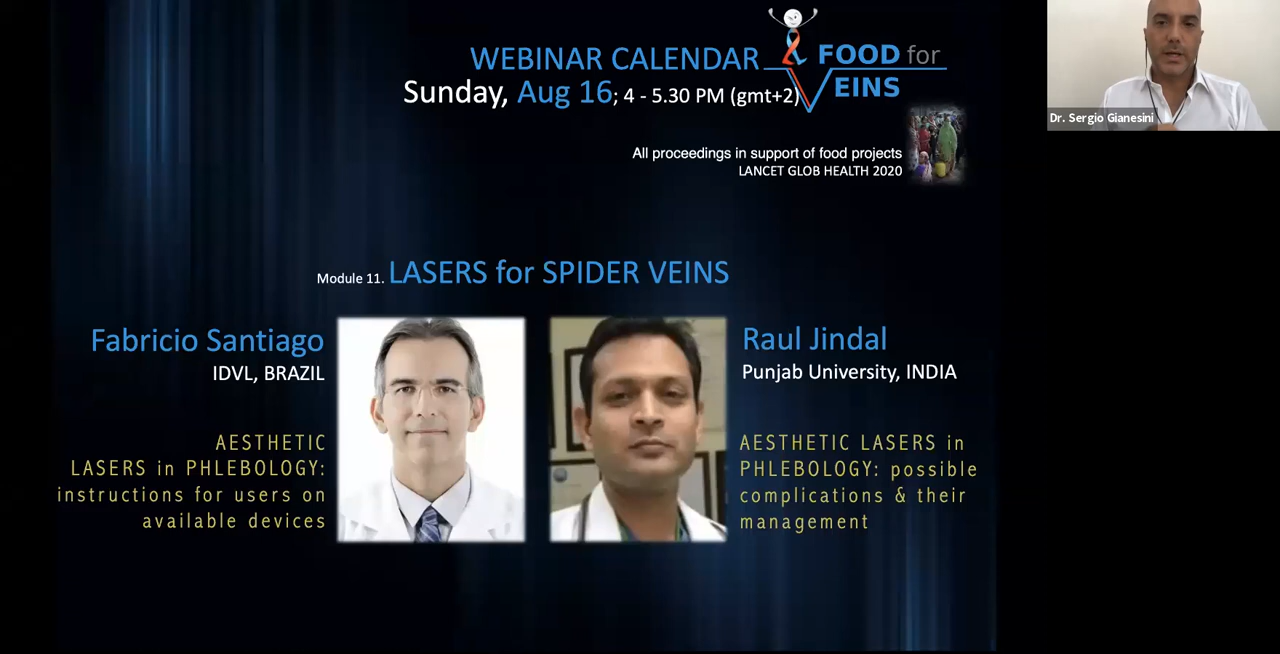 WEBINAR CALENDAR
FOOD for
VEINS
Sunday, Aug 16; 4 - 5.30 PM (gmt+2)
Dr. Sergio Gianesini
All proceedings in support of food projects
LANCET GLOB HEALTH 2020
Module 11. LASERS for SPIDER VEINS
Fabricio Santiago
IDVL, BRAZIL
AESTHETIC
LASERS in PHLEBOLOGY:
instructions for users on
available devices
Raul Jindal
Punjab University, INDIA
AESTHETIC LASERS in
PHLEBOLOGY: possible
complications & their
management